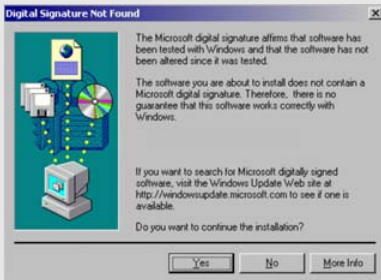 Digital Signature Not Found
The Microsoft digital signature affirms that software has
been tested with Windows and that the software has not
been altered since it was tested.
The software you are about to install does not contain a
Microsoft digital signature. Therefore, there is no
guarantee that this software works correctly with
Windows.
If you want to search for Microsoft digitally signed
software, visit the Windows Update Web site at
http://windowsupdate.microsoft.com to see if one is
available.
Do you want to continue the installation?
Yes
No
More Info